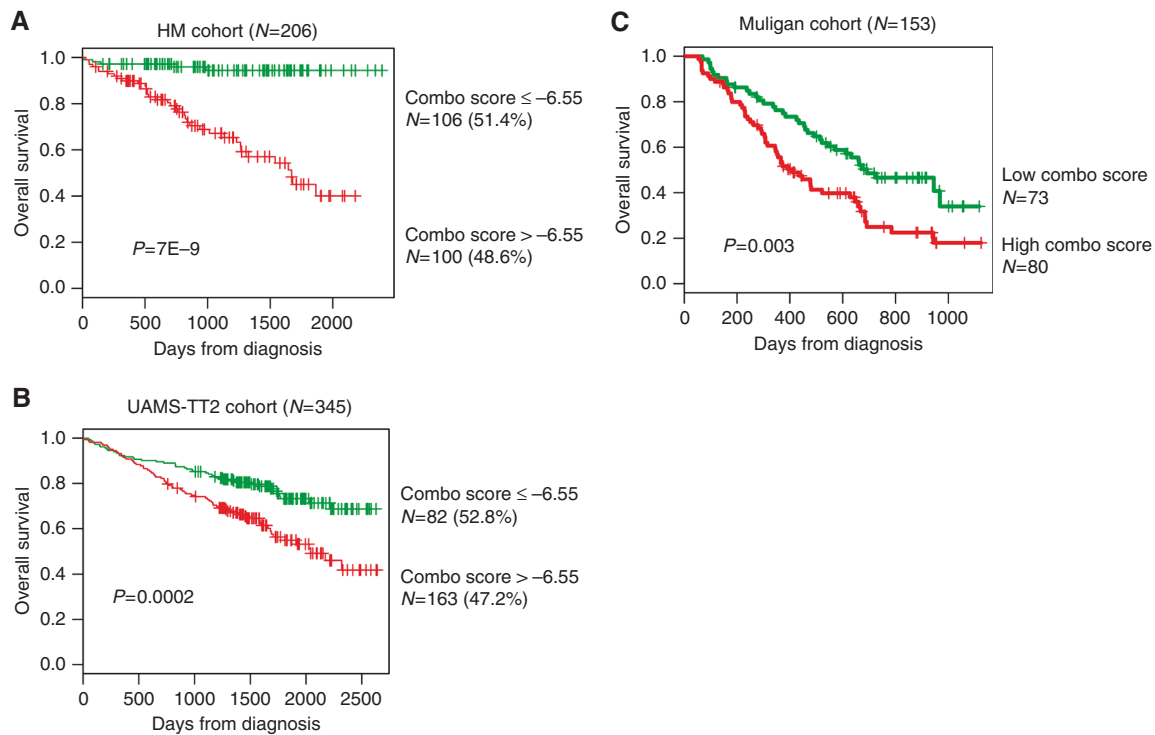 A
HM cohort (N=206)
1.0
0.8
0.6
0.4
0.2
0.0
Overall survival
P=7E–9
0 500 1000 1500 2000
Days from diagnosis
Combo score ≤ –6.55
N=106 (51.4%)
Combo score > –6.55
N=100 (48.6%)
C
Muligan cohort (N=153)
1.0
0.8
0.6
0.4
0.2
0.0
Overall survival
P=0.003
0 200 400 600 800 1000
Days from diagnosis
Low combo score
N=73
High combo score
N=80
B
UAMS-TT2 cohort (N=345)
1.0
0.8
0.6
0.4
0.2
0.0
Overall survival
P=0.0002
0 500 1000 1500 2000 2500
Days from diagnosis
Combo score ≤ –6.55
N=82 (52.8%)
Combo score > –6.55
N=163 (47.2%)